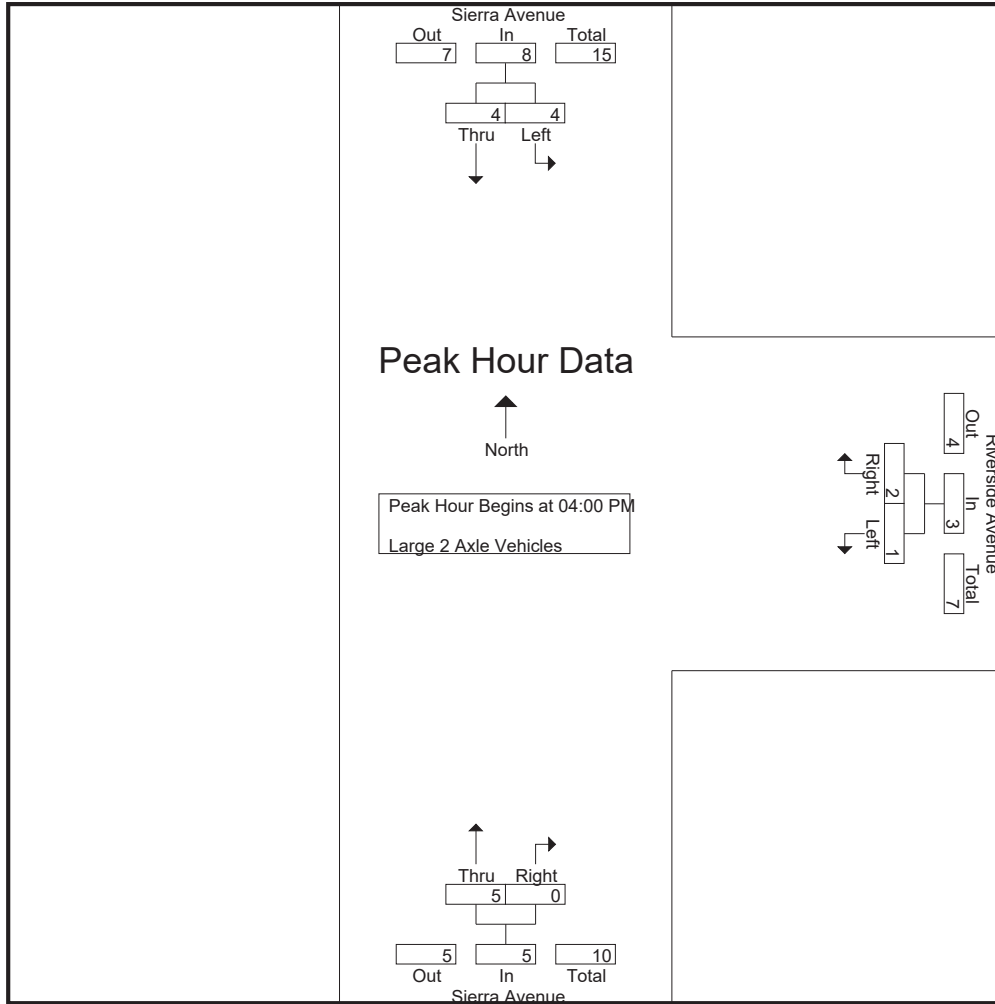 Sierra Avenue
Out In Total
7 8 15
4 4
Thru Left
Peak Hour Data
North
Peak Hour Begins at 04:00 PM
Large 2 Axle Vehicles
Riverside Avenue
Out In Total
4 3 7
2 1
Right Left
Thru Right
5 0
5 5 10
Out In Total
Sierra Avenue